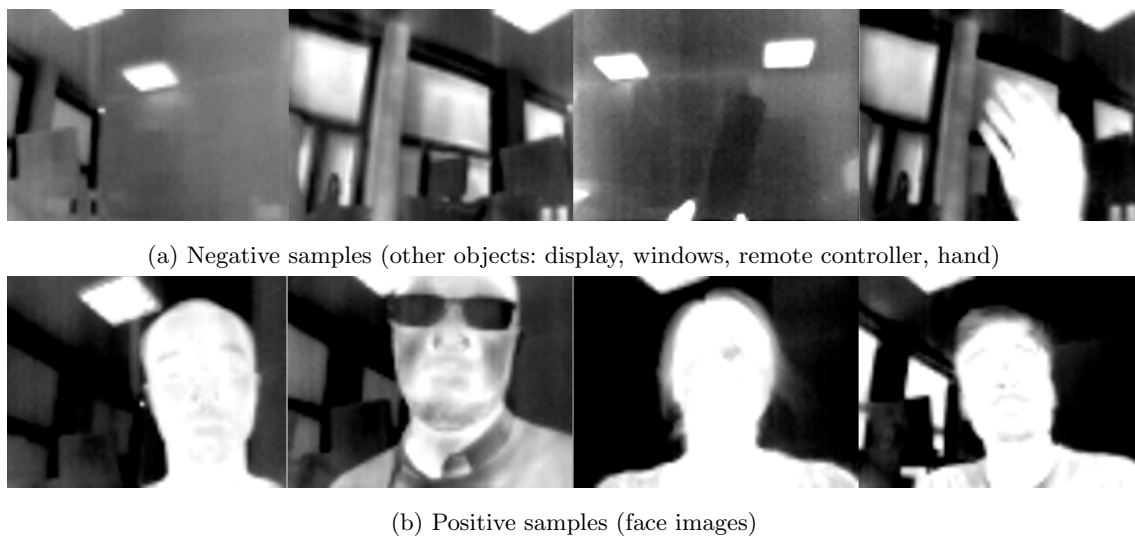 (a) Negative samples (other objects: display, windows, remote controller, hand)
(b) Positive samples (face images)